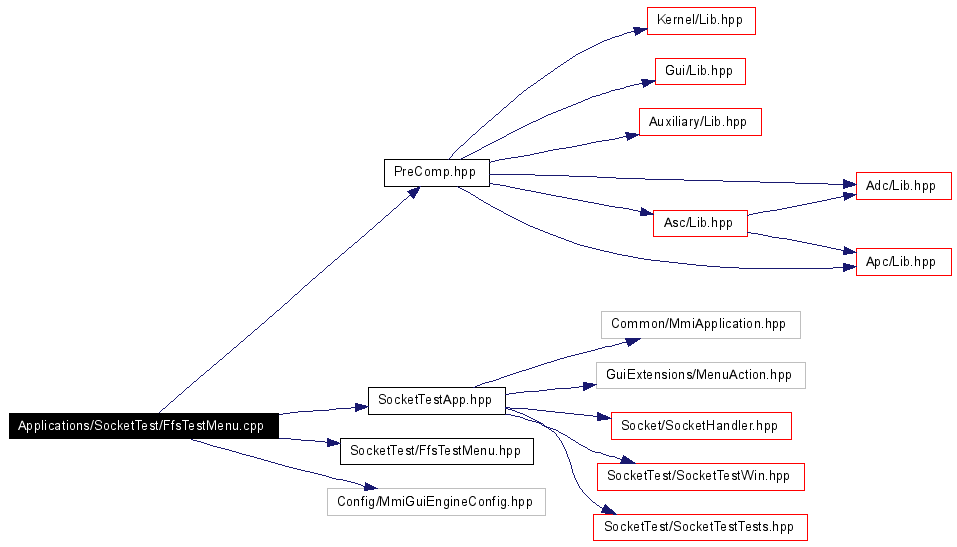 Kernel/Lib.hpp
Gui/Lib.hpp
Auxiliary/Lib.hpp
PreComp.hpp
Adc/Lib.hpp
Asc/Lib.hpp
Apc/Lib.hpp
Common/MmiApplication.hpp
GuiExtensions/MenuAction.hpp
SocketTestApp.hpp
Applications/SocketTest/FfsTestMenu.cpp
Socket/SocketHandler.hpp
SocketTest/FfsTestMenu.hpp
SocketTest/SocketTestWin.hpp
Config/MmiGuiEngineConfig.hpp
SocketTest/SocketTestTests.hpp